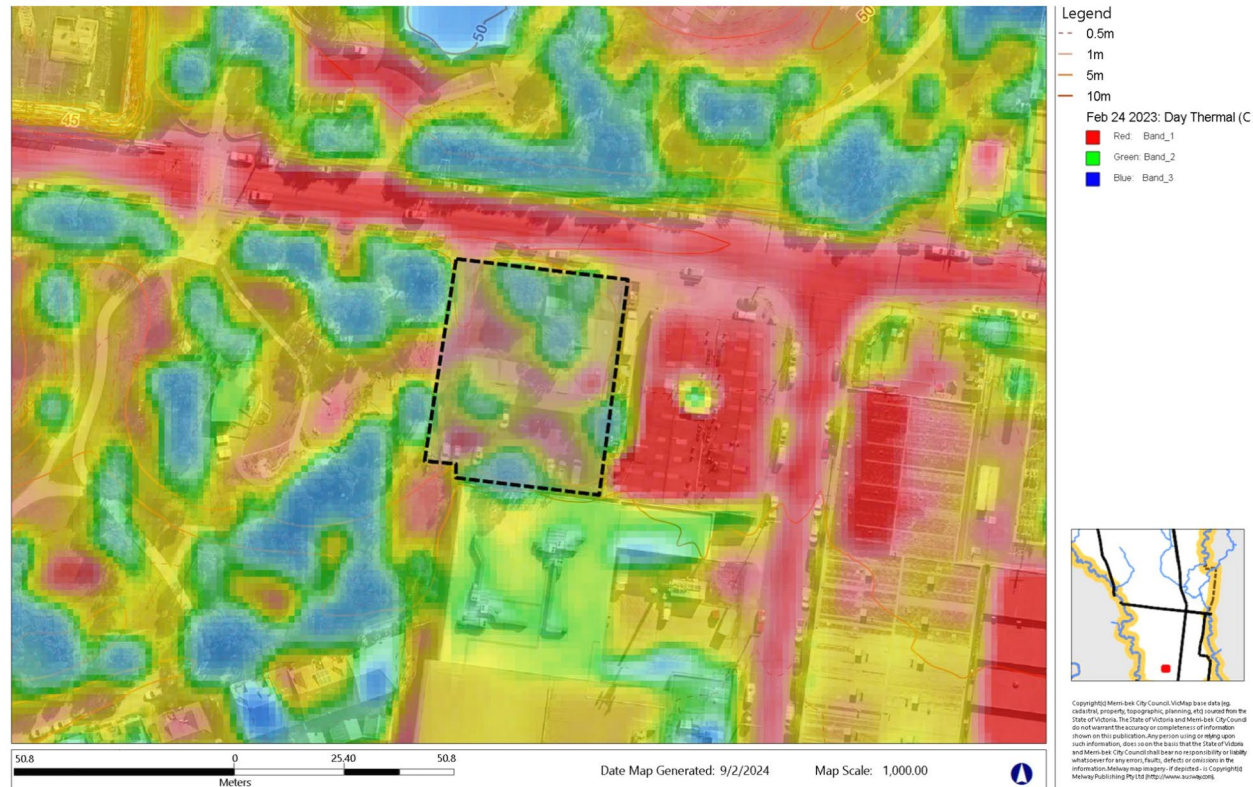 50
50
45
Legend
0.5m
1m
5m
10m
Feb 24 2023: Day Thermal (C
Red: Band_1
Green: Band_2
Blue: Band_3
50.8 0 25.40 50.8
Meters
Date Map Generated: 9/2/2024
Map Scale: 1,000.00
Copyright(c) Merri-bek City Council. VicMap base data (eg.
cadastral, property, topographic, planning, etc) sourced from the
State of Victoria. The State of Victoria and Merri-bek City Council
do not warrant the accuracy or completeness of information
shown on this publication. Any person using or relying upon
such information, does so on the basis that the State of Victoria
and Merri-bek City Council shall bear no responsibility or liability
whatsoever for any errors, faults, defects or omissions in the
information. Melway map imagery - if depicted - is Copyright(c)
Melway Publishing Pty Ltd (http://www.ausway.com).